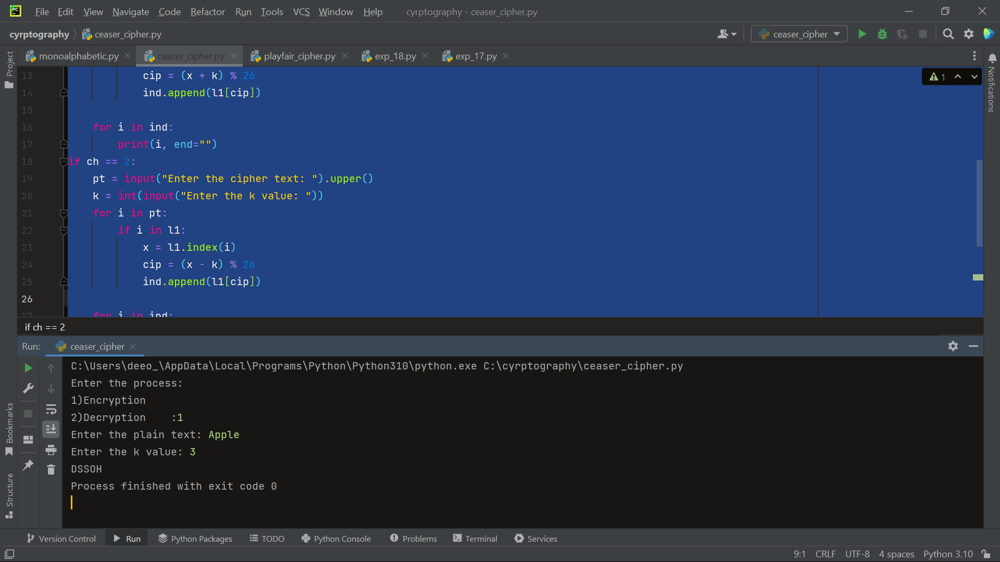 PC File Edit View Navigate Code Refactor Run Tools VCS Window Help cyrptography - ceaser_cipher.py
cyrptography ceaser_cipher.py ceaser_cipher
Project
monoalphabetic.py ceaser_cipher.py playfair_cipher.py exp_18.py exp_17.py
Notifications
1
13 cip = (x + k) % 26
14 ind.append(l1[cip])
15
16 for i in ind:
17 print(i, end="")
18 if ch == 2:
19 pt = input("Enter the cipher text: ").upper()
20 k = int(input("Enter the k value: "))
21 for i in pt:
22 if i in l1:
23 x = l1.index(i)
24 cip = (x - k) % 26
25 ind.append(l1[cip])
26
27 for i in ind:
if ch == 2
Run: ceaser_cipher
C:\Users\deeo_\AppData\Local\Programs\Python\Python310\python.exe C:\cyrptography\ceaser_cipher.py
Enter the process:
1)Encryption
2)Decryption    :1
Enter the plain text: Apple
Enter the k value: 3
DSSOH
Process finished with exit code 0
Bookmarks
Structure
Version Control Run Python Packages TODO Python Console Problems Terminal Services
9:1 CRLF UTF-8 4 spaces Python 3.10